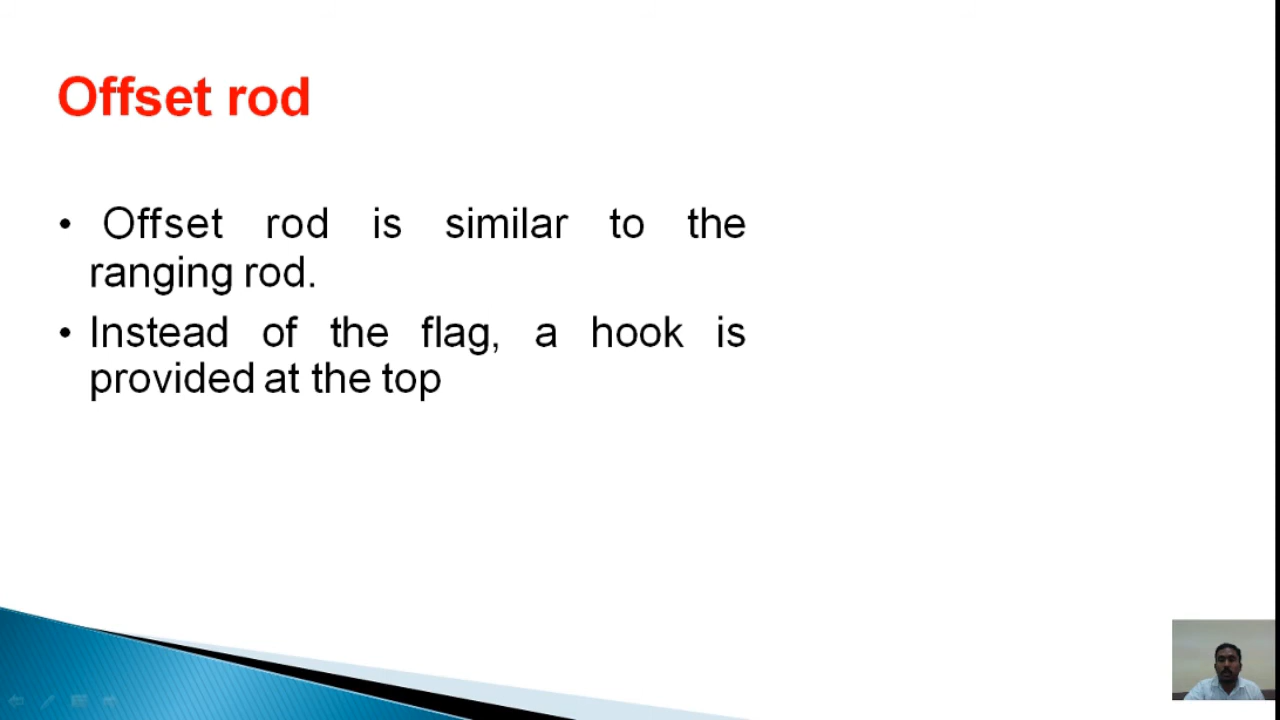 Offset rod
• Offset rod is similar to the
ranging rod.
• Instead of the flag, a hook is
provided at the top